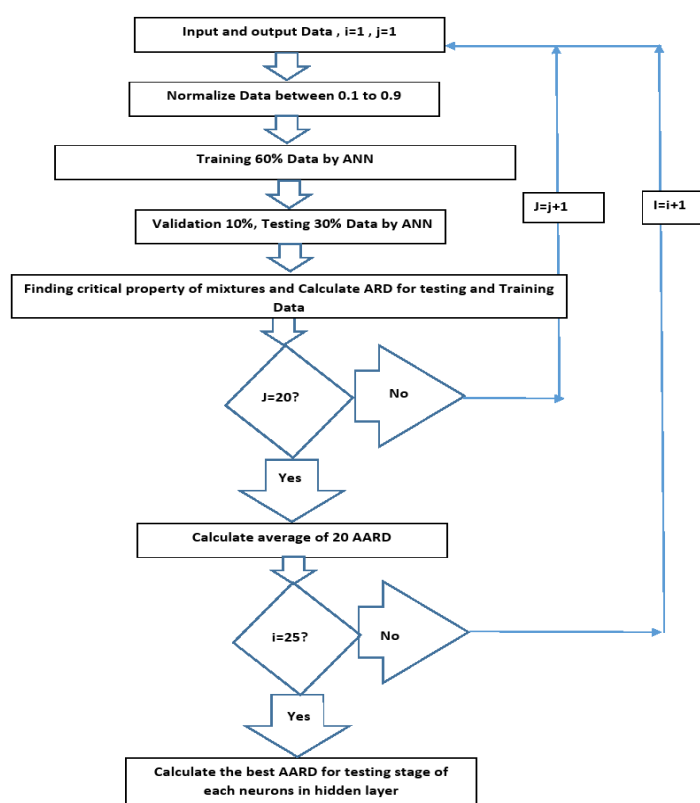 Input and output Data , i=1 , j=1
Normalize Data between 0.1 to 0.9
Training 60% Data by ANN
J=j+1
I=i+1
Validation 10%, Testing 30% Data by ANN
Finding critical property of mixtures and Calculate ARD for testing and Training
Data
J=20?
No
Yes
Calculate average of 20 AARD
i=25?
No
Yes
Calculate the best AARD for testing stage of
each neurons in hidden layer